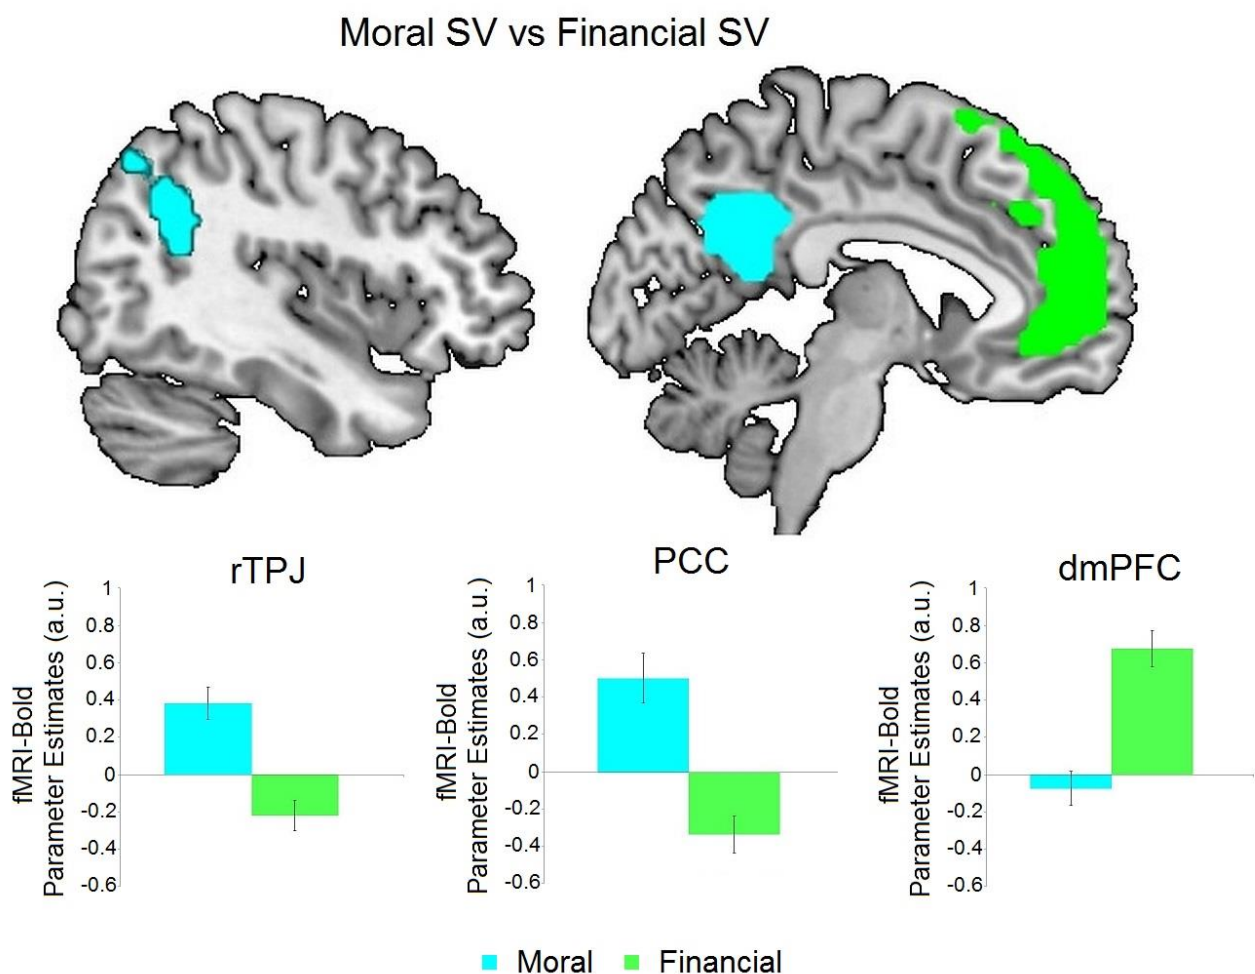 Moral SV vs Financial SV
rTPJ
PCC
dmPFC
fMRI-Bold
Parameter Estimates (a.u.)
1
0.8
0.6
0.4
0.2
0
-0.2
-0.4
-0.6
fMRI-Bold
Parameter Estimates (a.u.)
1
0.8
0.6
0.4
0.2
0
-0.2
-0.4
-0.6
fMRI-Bold
Parameter Estimates (a.u.)
1
0.8
0.6
0.4
0.2
0
-0.2
-0.4
-0.6
Moral Financial